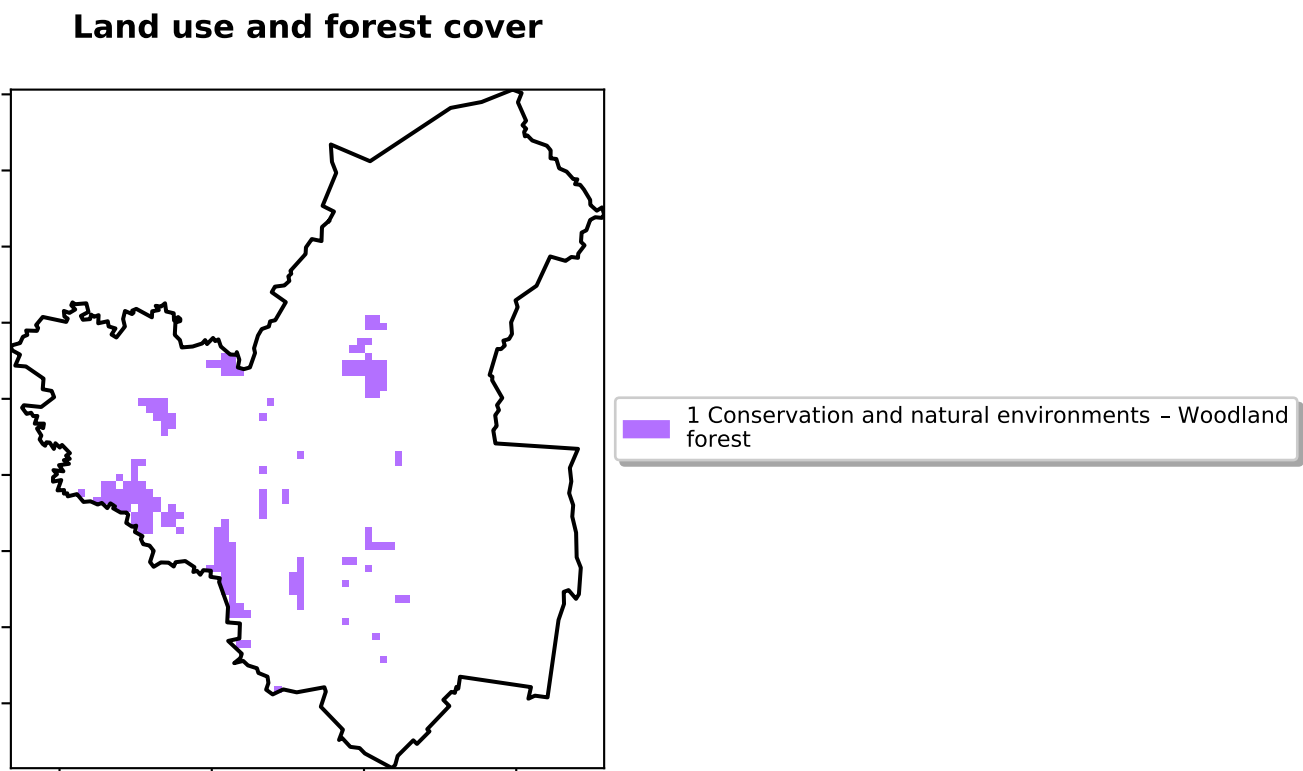 Land use and forest cover
1 Conservation and natural environments – Woodland
forest